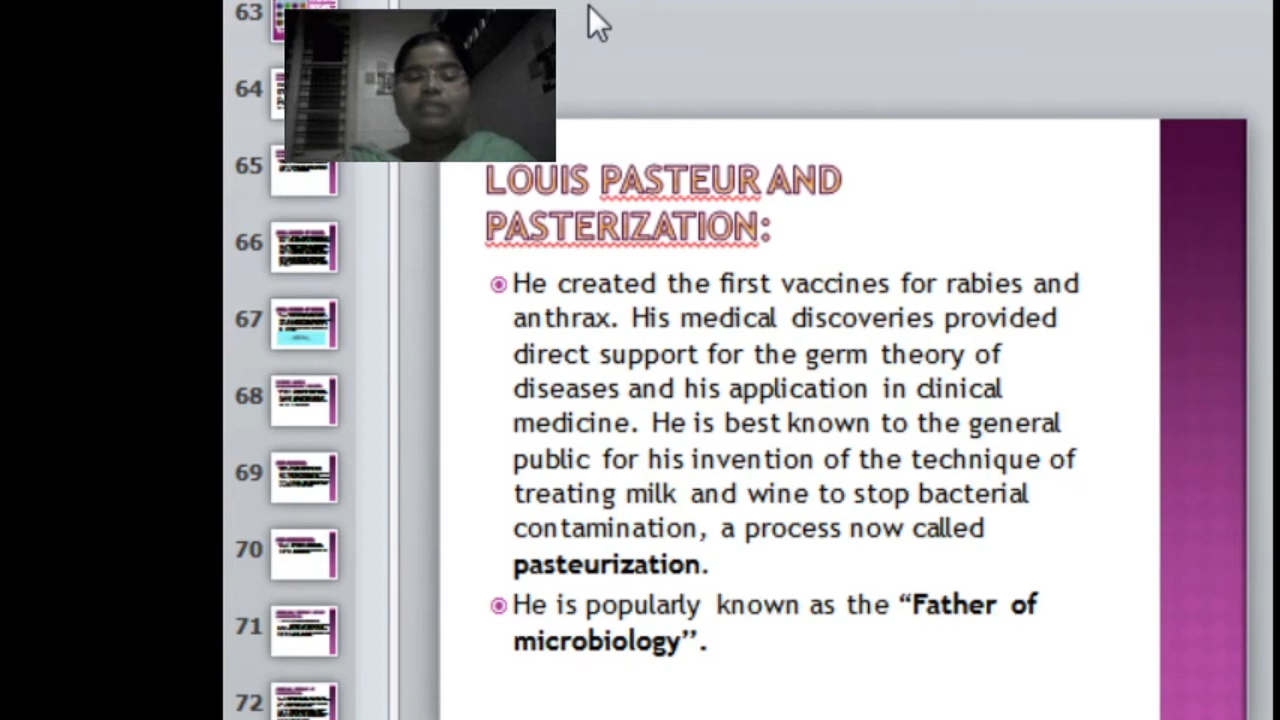 63
64
65
66
67
68
69
70
71
72
LOUIS PASTEUR AND
PASTERIZATION:
He created the first vaccines for rabies and
anthrax. His medical discoveries provided
direct support for the germ theory of
diseases and his application in clinical
medicine. He is best known to the general
public for his invention of the technique of
treating milk and wine to stop bacterial
contamination, a process now called
pasteurization.
He is popularly known as the “Father of
microbiology”.